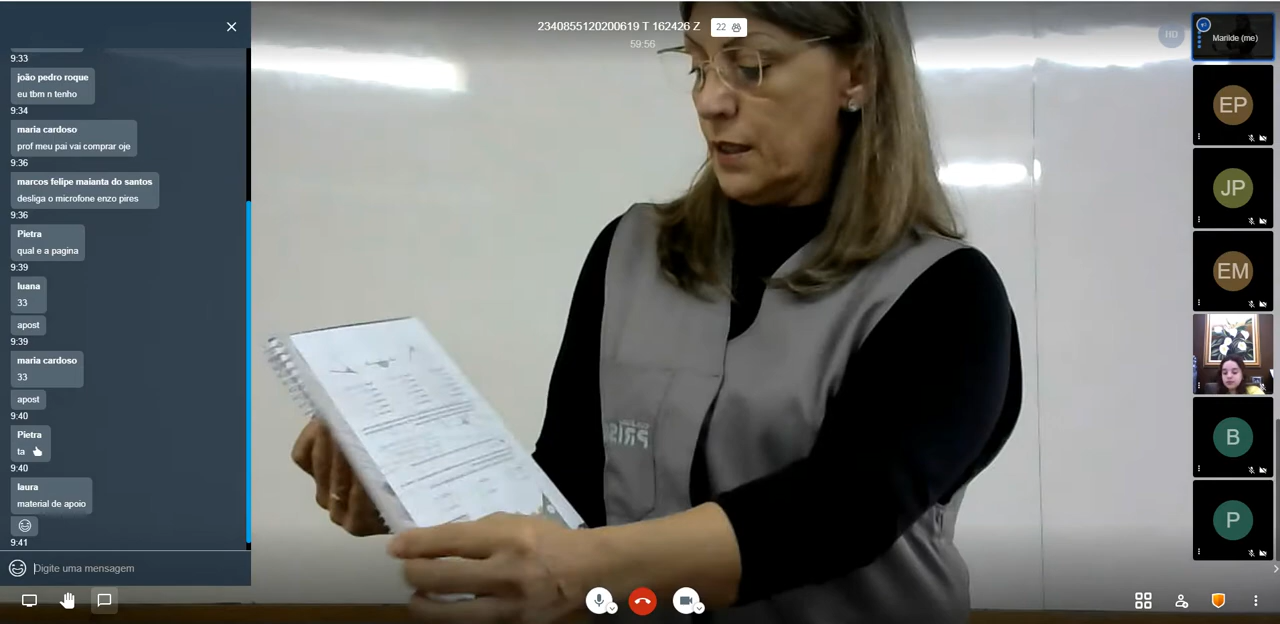 2340855120200619 T 162426 Z
22
59:56
HD
Marilde (me)
9:33
joão pedro roque
eu tbm n tenho
9:34
maria cardoso
prof meu pai vai comprar oje
9:36
marcos felipe maianta do santos
desliga o microfone enzo pires
9:36
Pietra
qual e a pagina
9:39
luana
33
apost
9:39
maria cardoso
33
apost
9:40
Pietra
ta
9:40
laura
material de apoio
9:41
Digite uma mensagem
EP
JP
EM
B
P